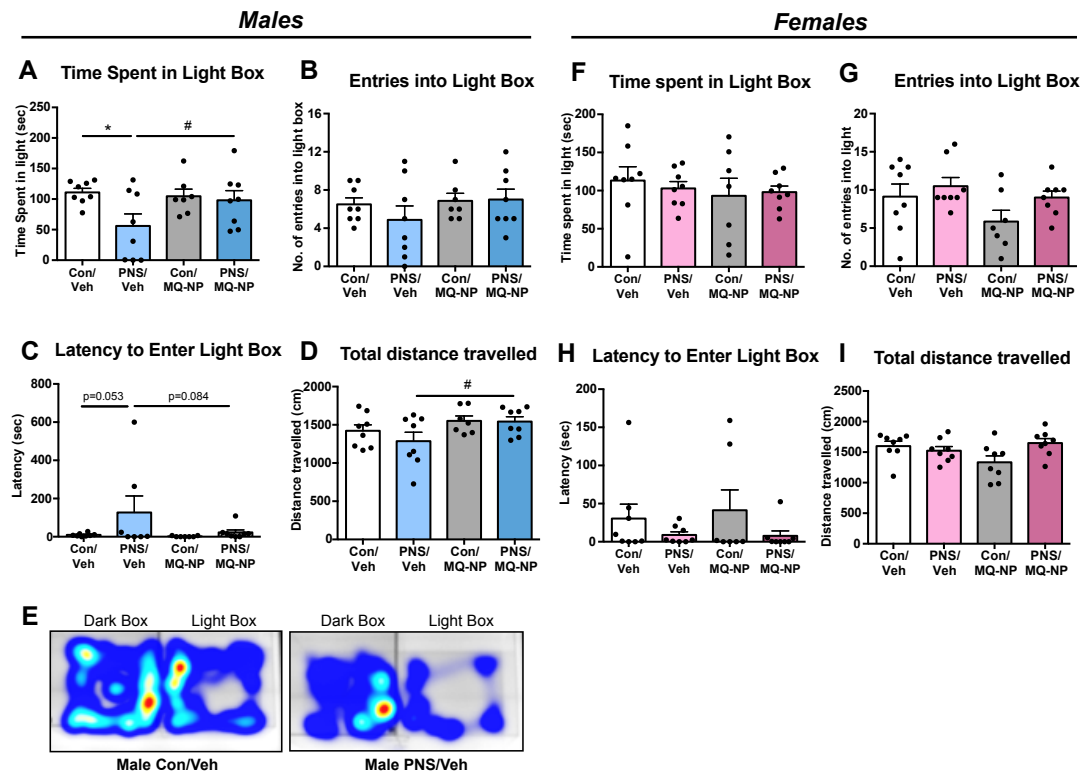 Males
Females
A Time Spent in Light Box
Time Spent in light (sec)
250
200
150
100
50
0
* #
Con/ PNS/ Con/ PNS/
Veh Veh MQ-NP MQ-NP
B Entries into Light Box
No. of entries into light box
16
12
8
4
0
Con/ PNS/ Con/ PNS/
Veh Veh MQ-NP MQ-NP
F Time spent in Light Box
Time spent in light (sec)
250
200
150
100
50
0
Con/ PNS/ Con/ PNS/
Veh Veh MQ-NP MQ-NP
G Entries into Light Box
No. of entries into light
20
15
10
5
0
Con/ PNS/ Con/ PNS/
Veh Veh MQ-NP MQ-NP
C Latency to Enter Light Box
Latency (sec)
800
600
400
200
0
p=0.053 p=0.084
Con/ PNS/ Con/ PNS/
Veh Veh MQ-NP MQ-NP
D Total distance travelled
Distance travelled (cm)
2000
1500
1000
500
0
#
Con/ PNS/ Con/ PNS/
Veh Veh MQ-NP MQ-NP
H Latency to Enter Light Box
Latency (sec)
200
150
100
50
0
Con/ PNS/ Con/ PNS/
Veh Veh MQ-NP MQ-NP
I Total distance travelled
Distance travelled (cm)
2500
2000
1500
1000
500
0
Con/ PNS/ Con/ PNS/
Veh Veh MQ-NP MQ-NP
E
Dark Box Light Box
Dark Box Light Box
Male Con/Veh
Male PNS/Veh